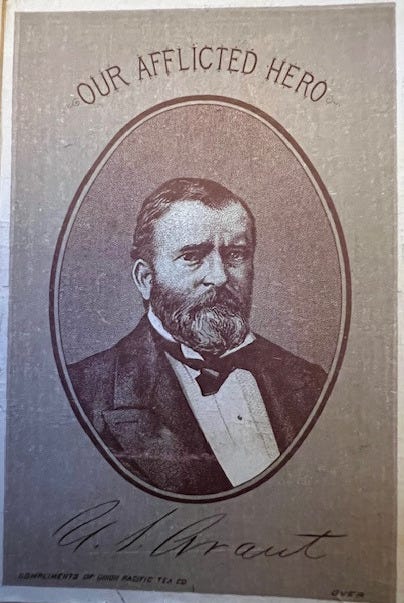 OUR AFFLICTED HERO
U. S. Grant
COMPLIMENTS OF UNION PACIFIC TEA CO
OVER